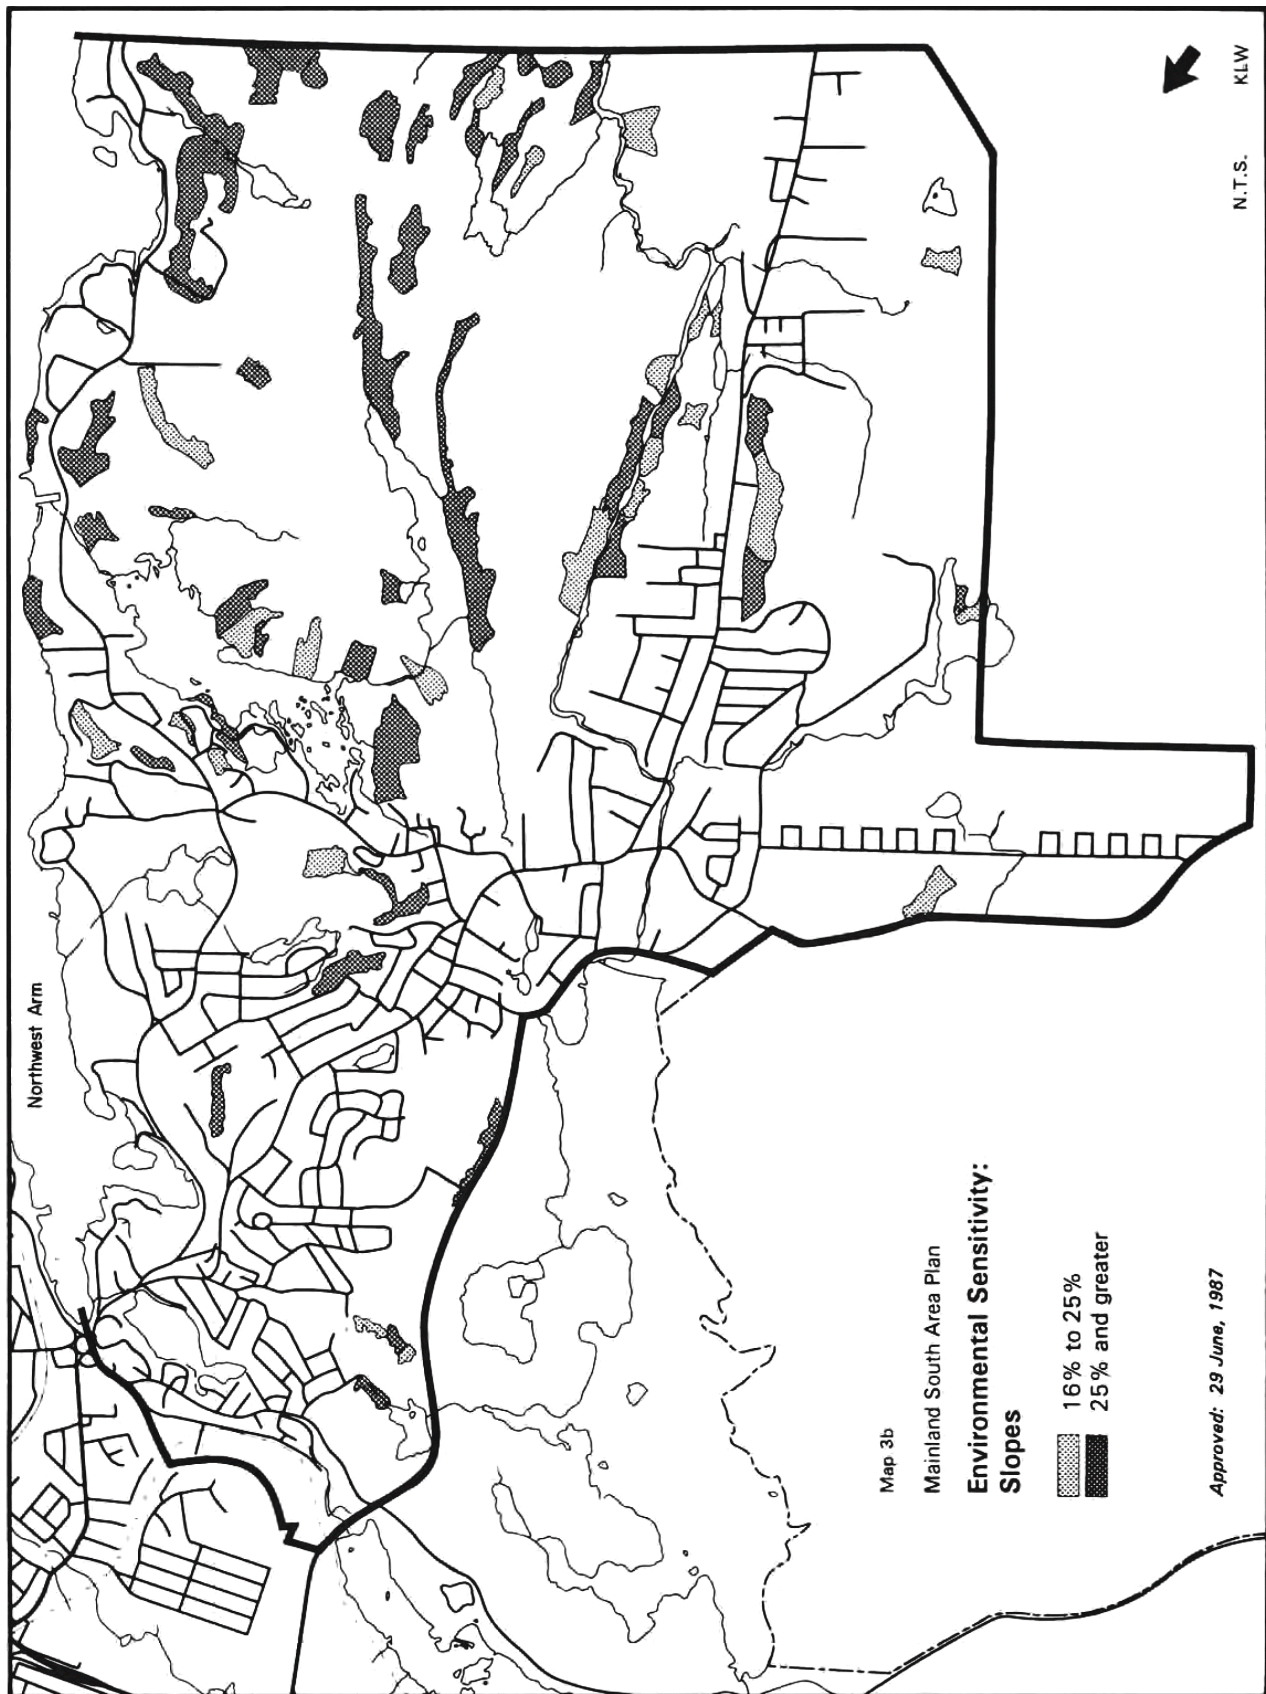 Northwest Arm
Map 3b
Mainland South Area Plan
Environmental Sensitivity:
Slopes
16% to 25%
25% and greater
Approved: 29 June, 1987
N.T.S. KLW